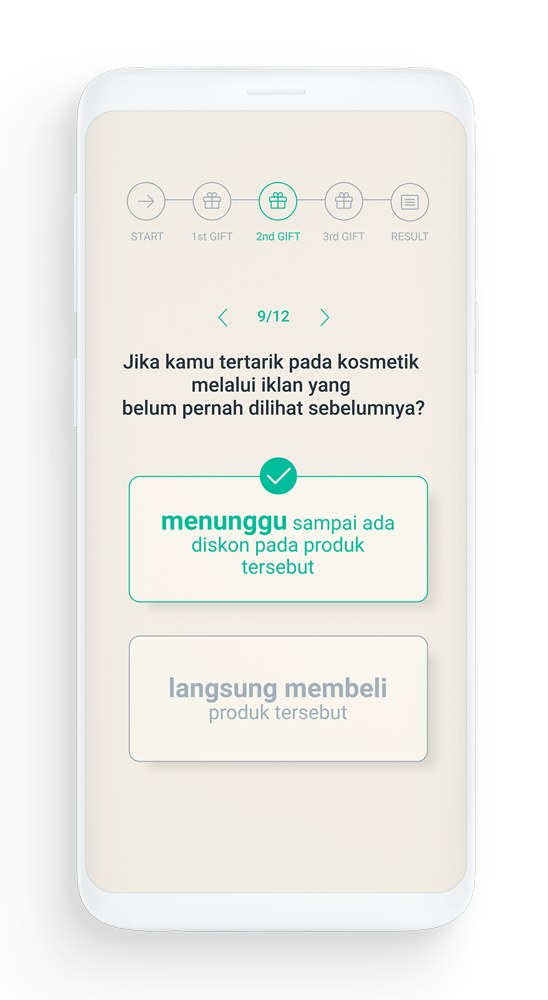 START 1st GIFT 2nd GIFT 3rd GIFT RESULT
9/12
Jika kamu tertarik pada kosmetik
melalui iklan yang
belum pernah dilihat sebelumnya?
menunggu sampai ada
diskon pada produk
tersebut
langsung membeli
produk tersebut